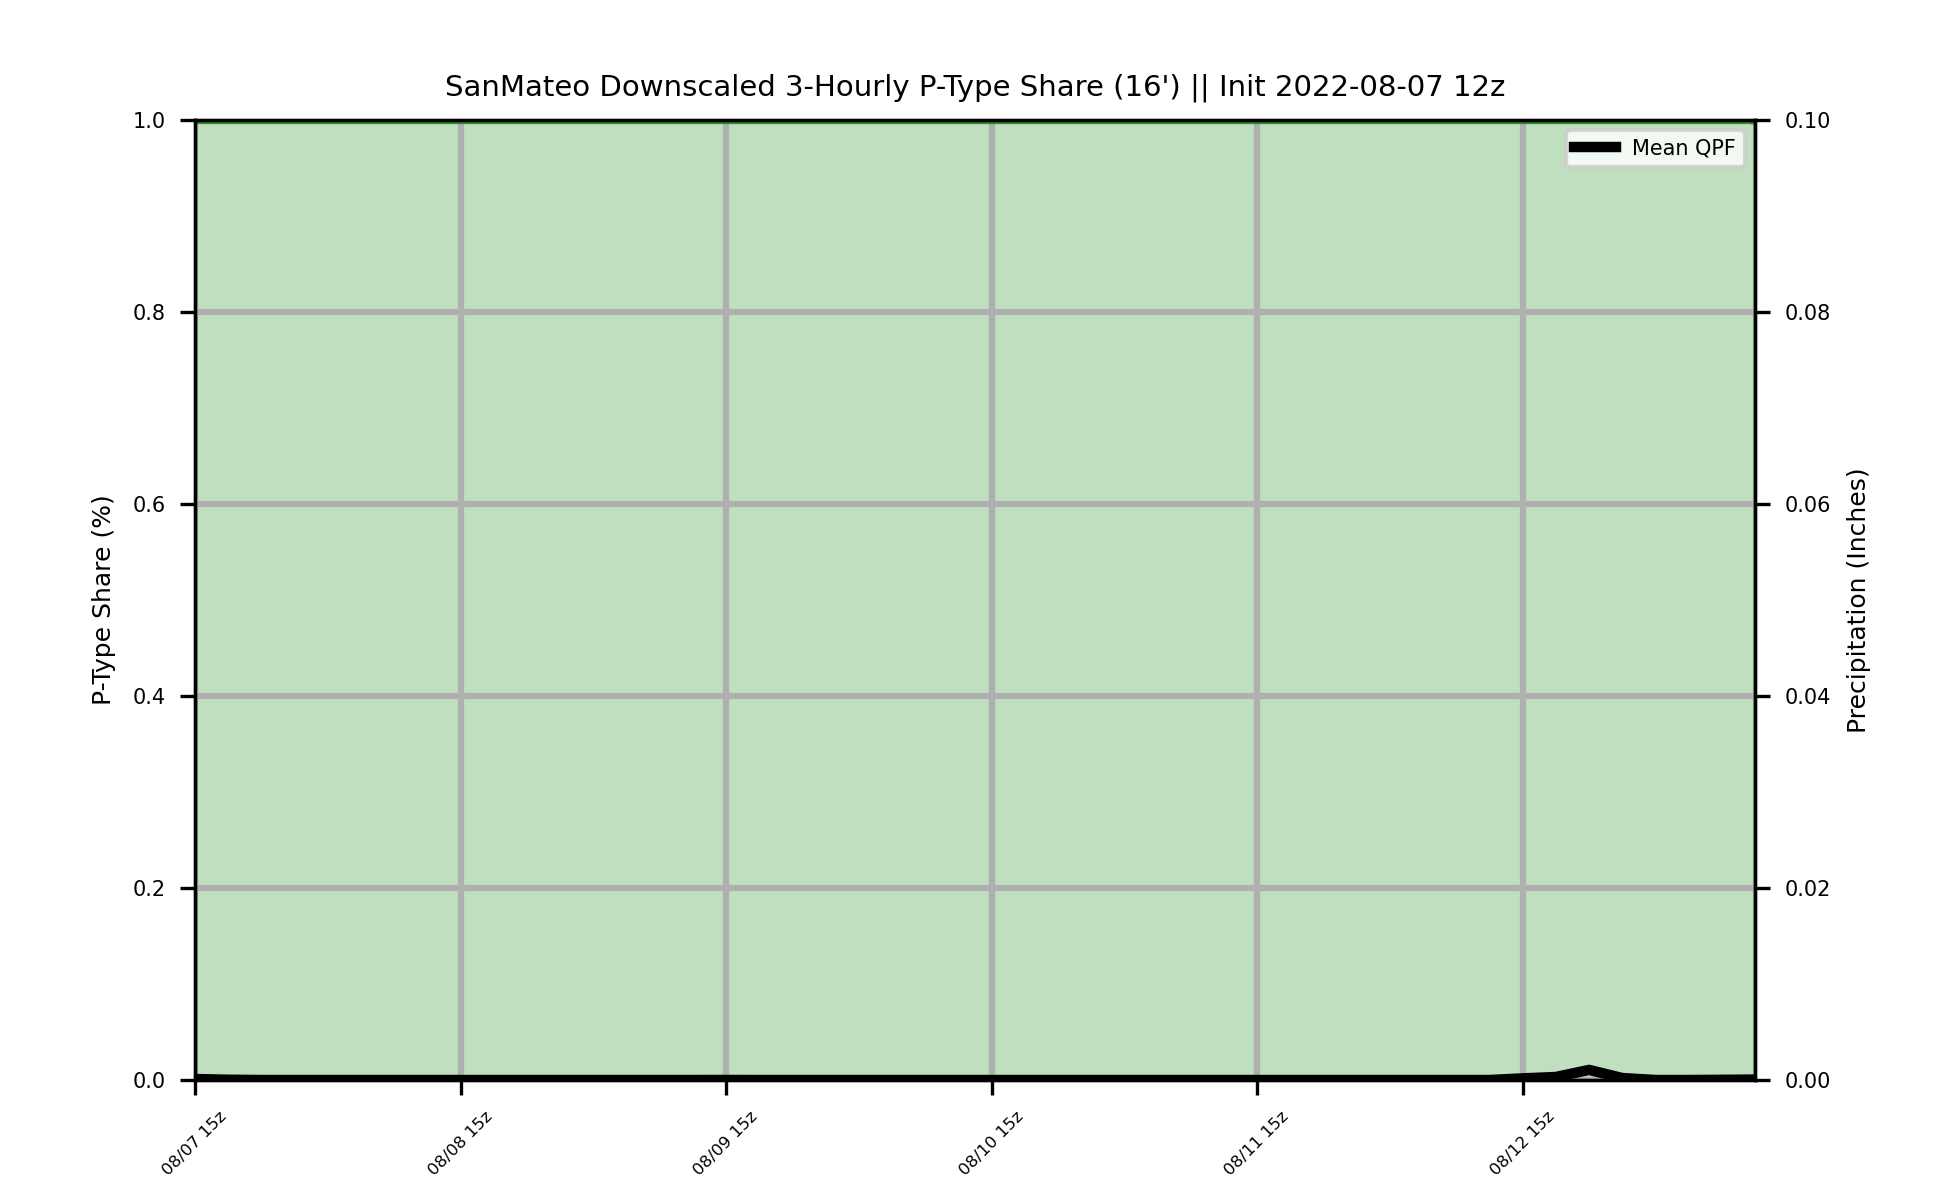 SanMateo Downscaled 3-Hourly P-Type Share (16') || Init 2022-08-07 12z
Mean QPF
P-Type Share (%)
1.0
0.8
0.6
0.4
0.2
0.0
0.10
0.08
0.06
0.04
0.02
0.00
Precipitation (Inches)
08/07 15z
08/08 15z
08/09 15z
08/10 15z
08/11 15z
08/12 15z